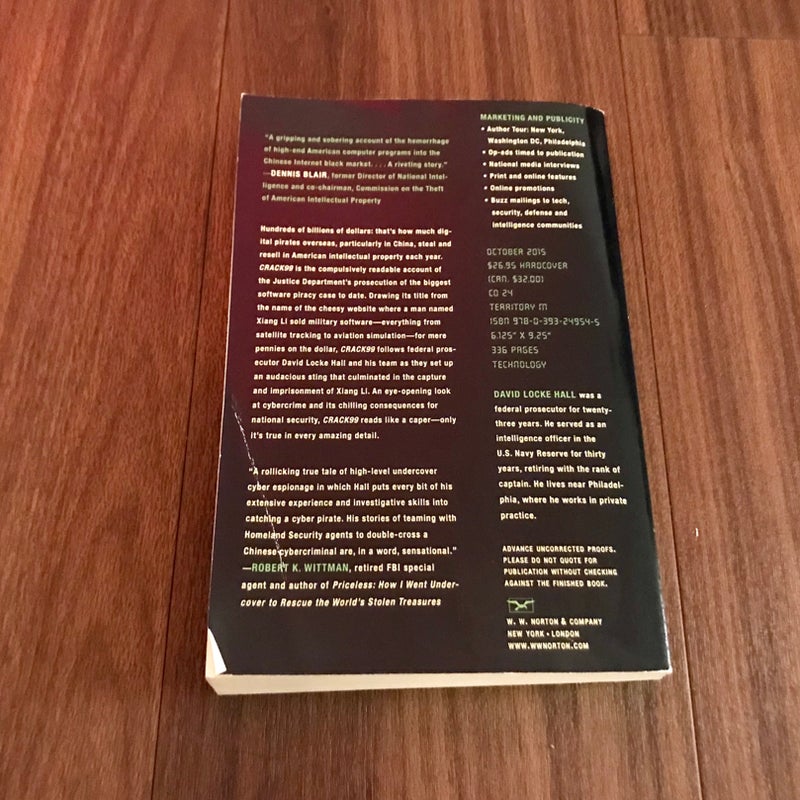 "A gripping and sobering account of the hemorrhage
of high-end American computer programs into the
Chinese Internet black market. . . . A riveting story."
—DENNIS BLAIR, former Director of National Intel-
ligence and co-chairman, Commission on the Theft
of American Intellectual Property
Hundreds of billions of dollars: that's how much dig-
ital pirates overseas, particularly in China, steal and
resell in American intellectual property each year.
CRACK99 is the compulsively readable account of
the Justice Department's prosecution of the biggest
software piracy case to date. Drawing its title from
the name of the cheesy website where a man named
Xiang Li sold military software—everything from
satellite tracking to aviation simulation—for mere
pennies on the dollar, CRACK99 follows federal pros-
ecutor David Locke Hall and his team as they set up
an audacious sting that culminated in the capture
and imprisonment of Xiang Li. An eye-opening look
at cybercrime and its chilling consequences for
national security, CRACK99 reads like a caper—only
it's true in every amazing detail.
"A rollicking true tale of high-level undercover
cyber espionage in which Hall puts every bit of his
extensive experience and investigative skills into
catching a cyber pirate. His stories of teaming with
Homeland Security agents to double-cross a
Chinese cybercriminal are, in a word, sensational."
—ROBERT K. WITTMAN, retired FBI special
agent and author of Priceless: How I Went Under-
cover to Rescue the World's Stolen Treasures
MARKETING AND PUBLICITY
• Author Tour: New York,
Washington DC, Philadelphia
• Op-eds timed to publication
• National media interviews
• Print and online features
• Online promotions
• Buzz mailings to tech,
security, defense and
intelligence communities
OCTOBER 2015
$26.95 HARDCOVER
(CAN. $32.00)
CQ 24
TERRITORY M
ISBN 978-0-393-24954-5
6.125" X 9.25"
336 PAGES
TECHNOLOGY
DAVID LOCKE HALL was a
federal prosecutor for twenty-
three years. He served as an
intelligence officer in the
U.S. Navy Reserve for thirty
years, retiring with the rank of
captain. He lives near Philadel-
phia, where he works in private
practice.
ADVANCE UNCORRECTED PROOFS.
PLEASE DO NOT QUOTE FOR
PUBLICATION WITHOUT CHECKING
AGAINST THE FINISHED BOOK.
W. W. NORTON & COMPANY
NEW YORK • LONDON
WWW.WWNORTON.COM